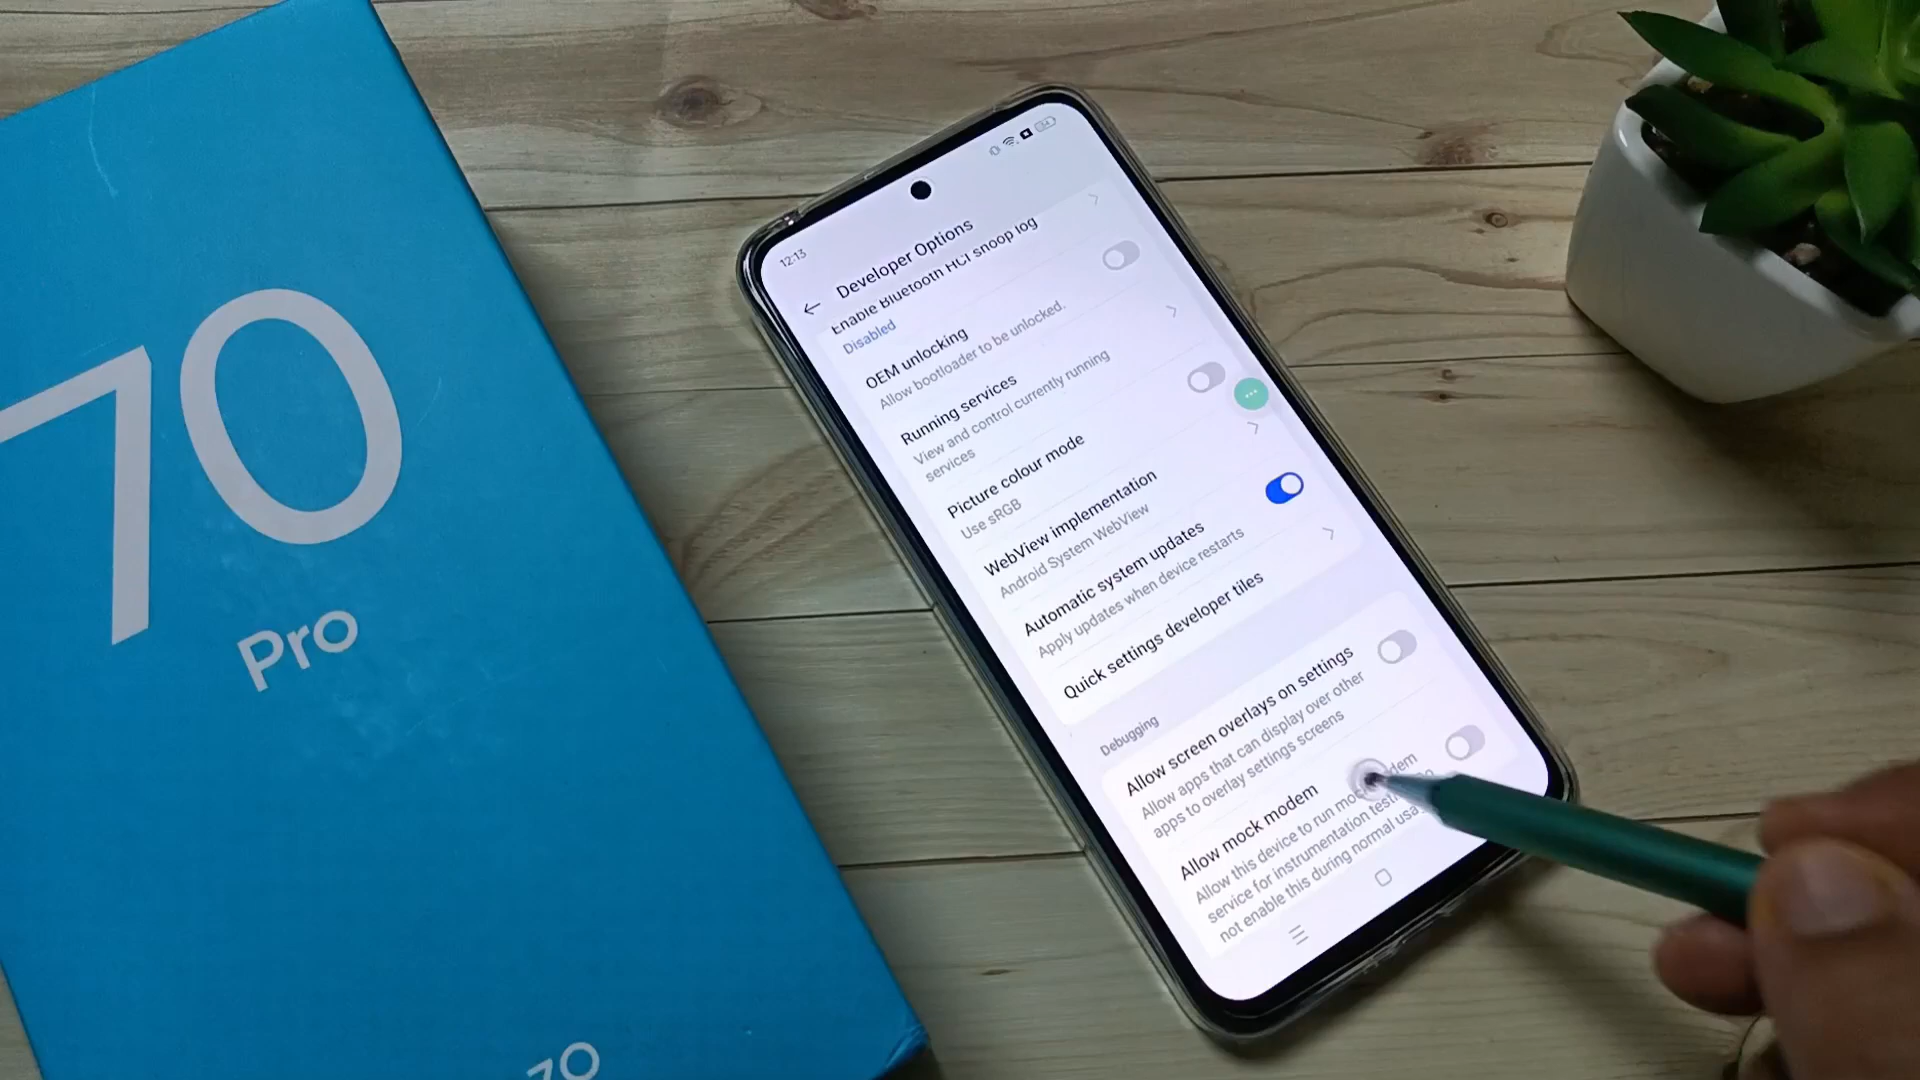 70
Pro
zo
12:13
34
Developer Options
Enable Bluetooth HCI snoop log
Disabled
OEM unlocking
Allow bootloader to be unlocked.
Running services
View and control currently running
services
Picture colour mode
Use sRGB
WebView implementation
Android System WebView
Automatic system updates
Apply updates when device restarts
Quick settings developer tiles
Debugging
Allow screen overlays on settings
Allow apps that can display over other
apps to overlay settings screens
Allow mock modem
Allow this device to run
service for instrumentation
not enable this during normal